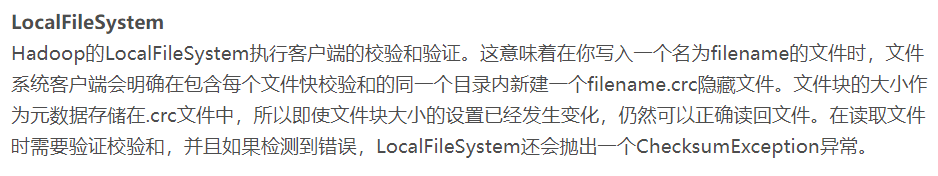 LocalFileSystem
Hadoop的LocalFileSystem执行客户端的校验和验证。这意味着在你写入一个名为filename的文件时，文件
系统客户端会明确在包含每个文件快校验和的同一个目录内新建一个filename.crc隐藏文件。文件块的大小作
为元数据存储在.crc文件中，所以即使文件块大小的设置已经发生变化，仍然可以正确读回文件。在读取文件
时需要验证校验和，并且如果检测到错误，LocalFileSystem还会抛出一个ChecksumException异常。